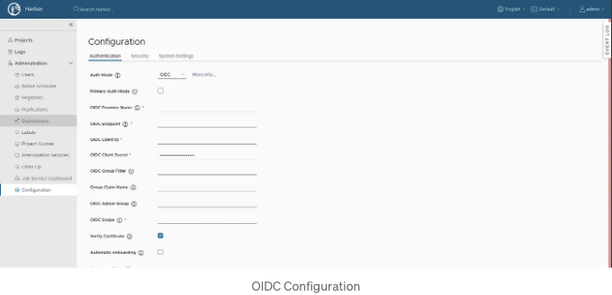 Harbor
Search Harbor...
English
Default
admin
EVENT LOG
«
Projects
Logs
Administration
Users
Robot Accounts
Registries
Replications
Distributions
Labels
Project Quotas
Interrogation Services
Clean Up
Job Service Dashboard
Configuration
Configuration
Authentication
Security
System Settings
Auth Mode
OIDC
More info...
Primary Auth Mode
OIDC Provider Name *
OIDC Endpoint *
OIDC Client ID *
OIDC Client Secret *
OIDC Group Filter
Group Claim Name
OIDC Admin Group
OIDC Scope *
Verify Certificate
Automatic onboarding
OIDC Configuration